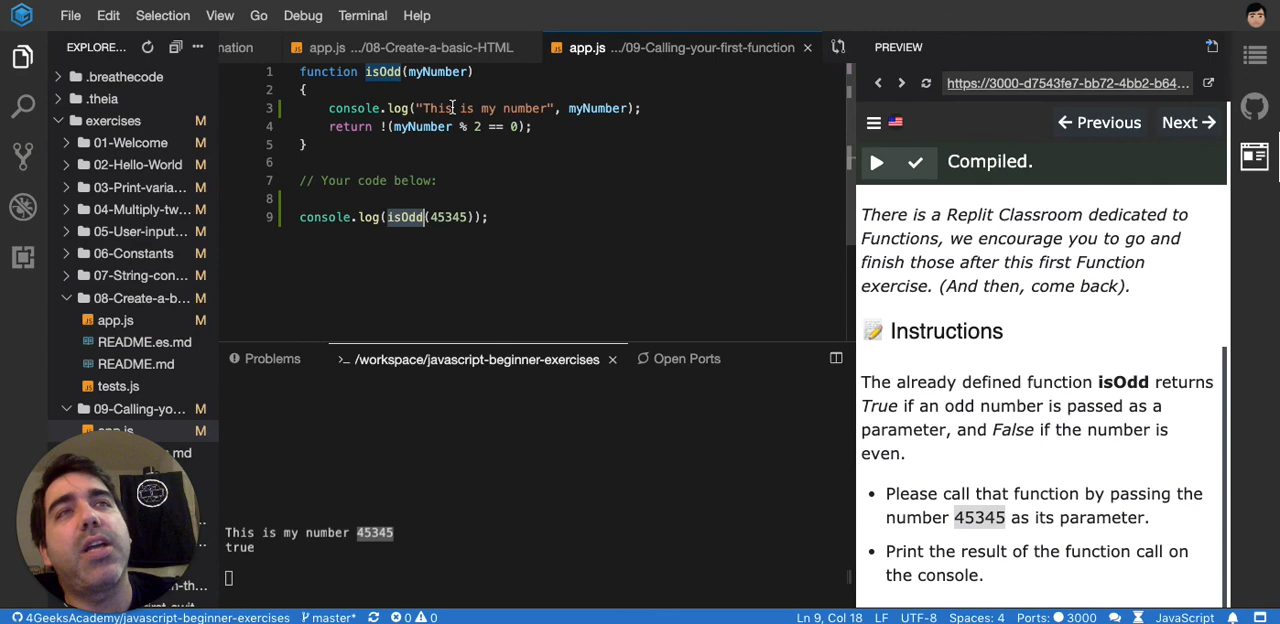 File Edit Selection View Go Debug Terminal Help
EXPLORE...
.breathecode
.theia
exercises M
01-Welcome M
02-Hello-World M
03-Print-varia... M
04-Multiply-tw... M
05-User-input... M
06-Constants M
07-String-con... M
08-Create-a-b... M
app.js M
README.es.md
README.md
tests.js
09-Calling-yo... M
app.js M
nation app.js .../08-Create-a-basic-HTML app.js .../09-Calling-your-first-function
1 function isOdd(myNumber)
2 {
3 console.log("This is my number", myNumber);
4 return !(myNumber % 2 == 0);
5 }
6
7 // Your code below:
8
9 console.log(isOdd(45345));
Problems >_ /workspace/javascript-beginner-exercises Open Ports
This is my number 45345
true
PREVIEW
https://3000-d7543fe7-bb72-4bb2-b64...
← Previous Next →
Compiled.
There is a Replit Classroom dedicated to
Functions, we encourage you to go and
finish those after this first Function
exercise. (And then, come back).
📝 Instructions
The already defined function isOdd returns
True if an odd number is passed as a
parameter, and False if the number is
even.
• Please call that function by passing the
number 45345 as its parameter.
• Print the result of the function call on
the console.
4GeeksAcademy/javascript-beginner-exercises master* 0 0 Ln 9, Col 18 LF UTF-8 Spaces: 4 Ports: 3000 JavaScript